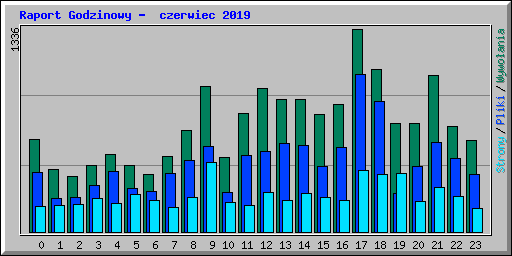 Raport Godzinowy - czerwiec 2019
1336
Strony / Pliki / Wywolania
0 1 2 3 4 5 6 7 8 9 10 11 12 13 14 15 16 17 18 19 20 21 22 23